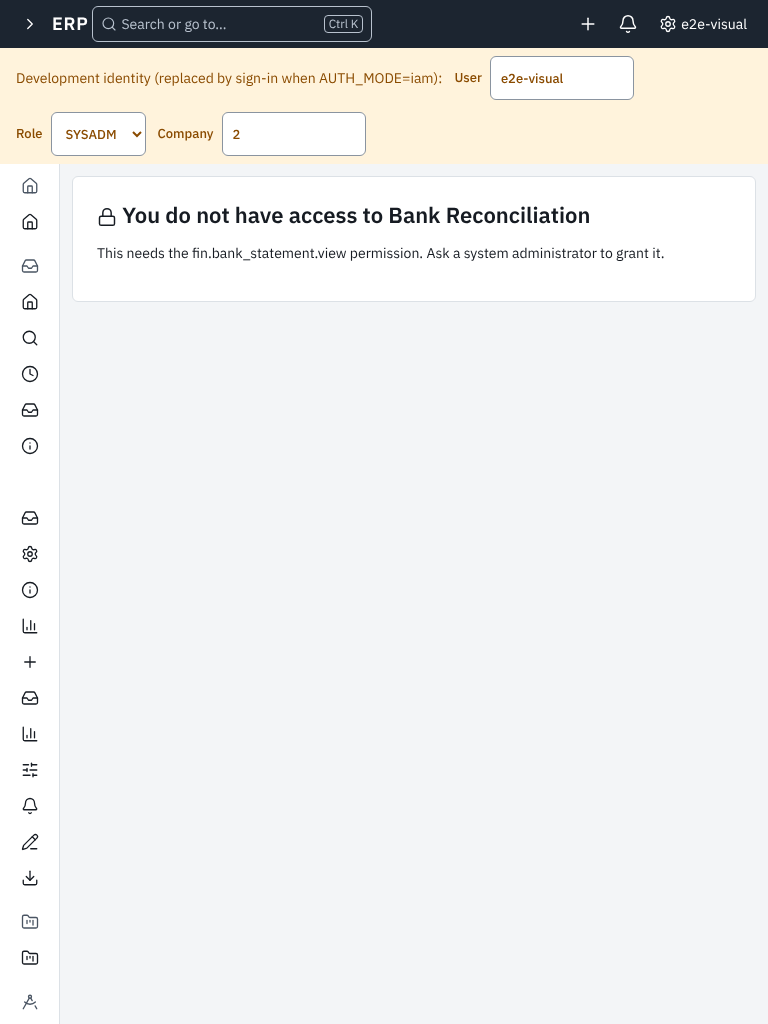 ERP Search or go to... Ctrl K e2e-visual
Development identity (replaced by sign-in when AUTH_MODE=iam): User e2e-visual
Role SYSADM Company 2
You do not have access to Bank Reconciliation
This needs the fin.bank_statement.view permission. Ask a system administrator to grant it.